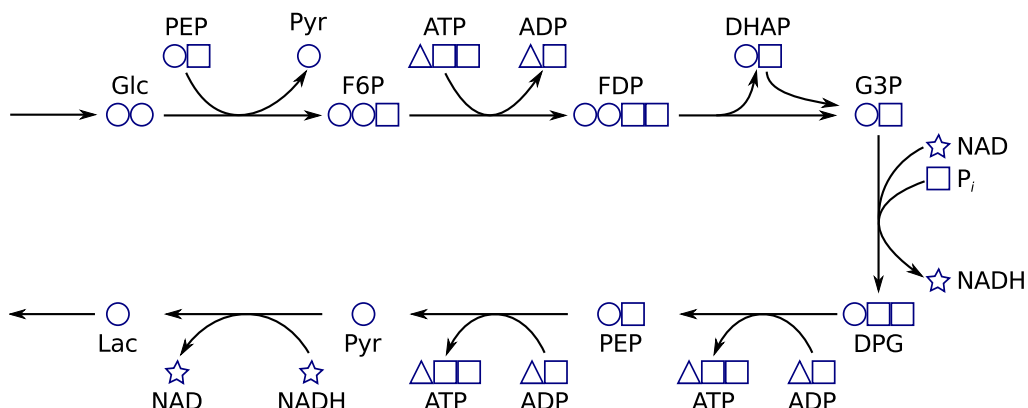 PEP
Pyr
ATP
ADP
DHAP
Glc
F6P
FDP
G3P
NAD
Pi
NADH
Lac
Pyr
PEP
DPG
NAD
NADH
ATP
ADP
ATP
ADP